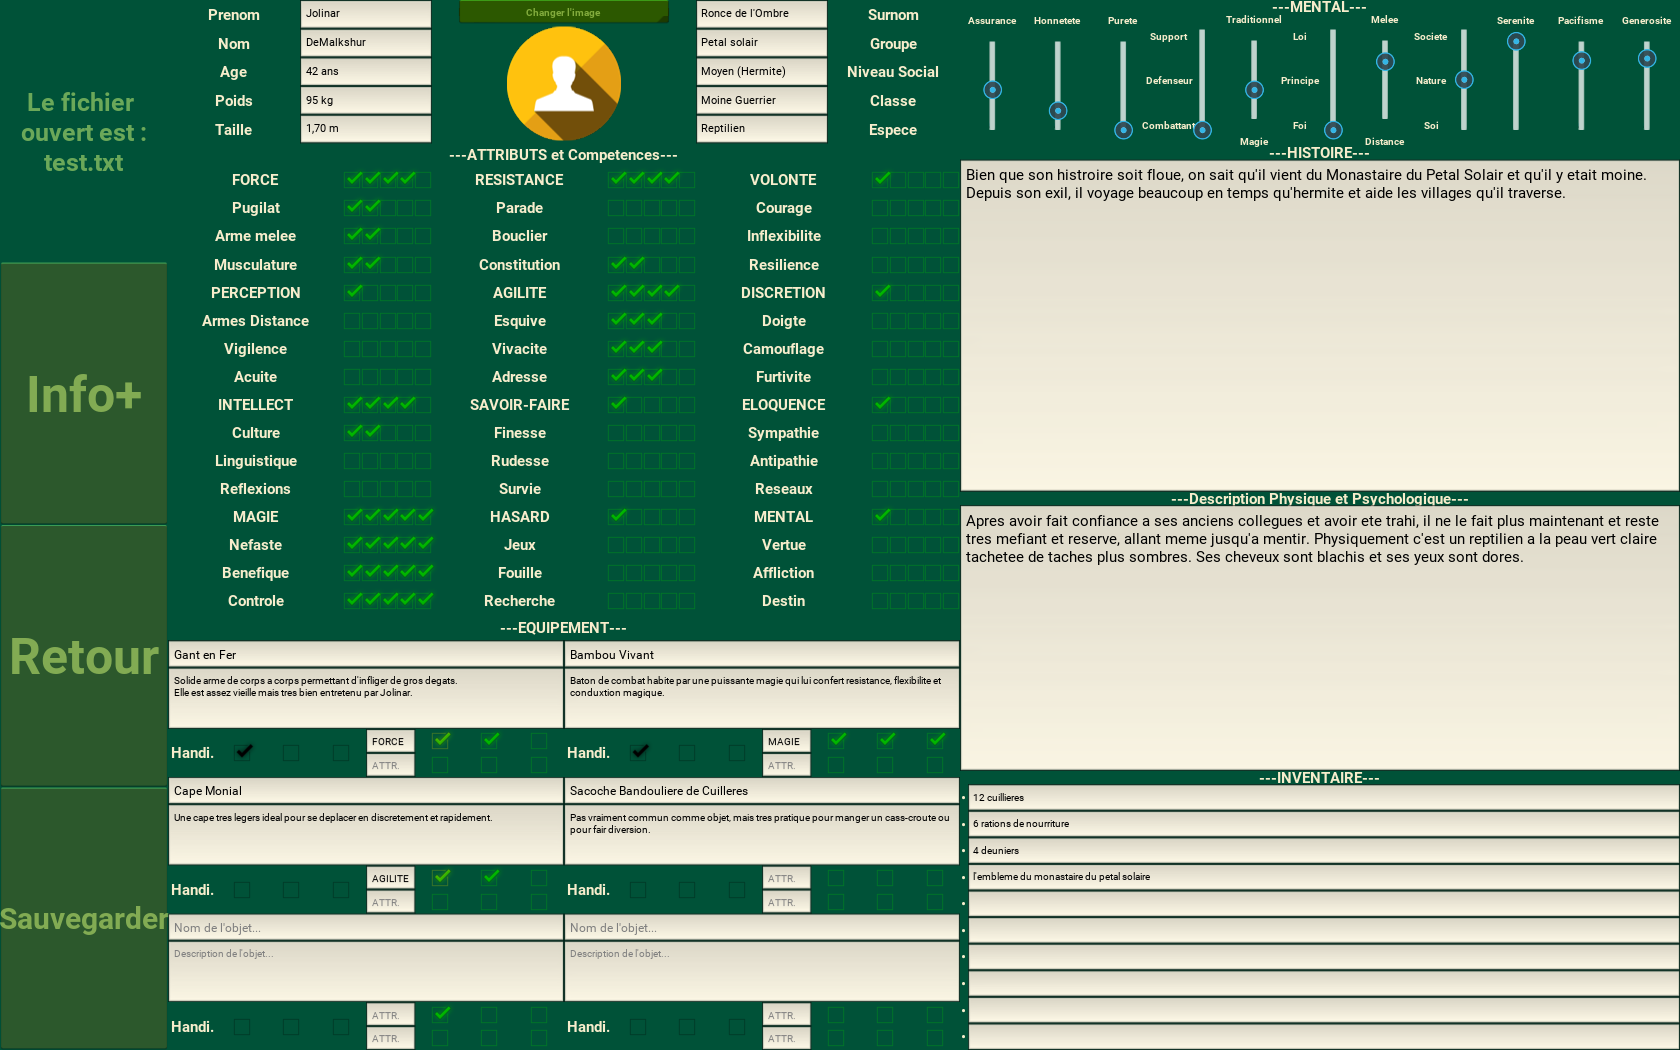 Le fichier
ouvert est :
test.txt
Info+
Retour
Sauvegarder
Prenom
Jolinar
Nom
DeMalkshur
Age
42 ans
Poids
95 kg
Taille
1,70 m
Changer l'image
Ronce de l'Ombre
Surnom
Petal solair
Groupe
Moyen (Hermite)
Niveau Social
Moine Guerrier
Classe
Reptilien
Espece
---ATTRIBUTS et Competences---
FORCE
RESISTANCE
VOLONTE
Pugilat
Parade
Courage
Arme melee
Bouclier
Inflexibilite
Musculature
Constitution
Resilience
PERCEPTION
AGILITE
DISCRETION
Armes Distance
Esquive
Doigte
Vigilence
Vivacite
Camouflage
Acuite
Adresse
Furtivite
INTELLECT
SAVOIR-FAIRE
ELOQUENCE
Culture
Finesse
Sympathie
Linguistique
Rudesse
Antipathie
Reflexions
Survie
Reseaux
MAGIE
HASARD
MENTAL
Nefaste
Jeux
Vertue
Benefique
Fouille
Affliction
Controle
Recherche
Destin
---EQUIPEMENT---
Gant en Fer
Solide arme de corps a corps permettant d'infliger de gros degats.
Elle est assez vieille mais tres bien entretenu par Jolinar.
Handi.
FORCE
ATTR.
Bambou Vivant
Baton de combat habite par une puissante magie qui lui confert resistance, flexibilite et
conduxtion magique.
Handi.
MAGIE
ATTR.
Cape Monial
Une cape tres legers ideal pour se deplacer en discretement et rapidement.
Handi.
AGILITE
ATTR.
Sacoche Bandouliere de Cuilleres
Pas vraiment commun comme objet, mais tres pratique pour manger un cass-croute ou
pour fair diversion.
Handi.
ATTR.
ATTR.
Nom de l'objet...
Description de l'objet...
Handi.
ATTR.
ATTR.
Nom de l'objet...
Description de l'objet...
Handi.
ATTR.
ATTR.
---MENTAL---
Assurance
Honnetete
Purete
Support
Defenseur
Combattant
Traditionnel
Magie
Loi
Principe
Foi
Melee
Distance
Societe
Nature
Soi
Serenite
Pacifisme
Generosite
---HISTOIRE---
Bien que son histroire soit floue, on sait qu'il vient du Monastaire du Petal Solair et qu'il y etait moine.
Depuis son exil, il voyage beaucoup en temps qu'hermite et aide les villages qu'il traverse.
---Description Physique et Psychologique---
Apres avoir fait confiance a ses anciens collegues et avoir ete trahi, il ne le fait plus maintenant et reste
tres mefiant et reserve, allant meme jusqu'a mentir. Physiquement c'est un reptilien a la peau vert claire
tachetee de taches plus sombres. Ses cheveux sont blachis et ses yeux sont dores.
---INVENTAIRE---
12 cuillieres
6 rations de nourriture
4 deuniers
l'embleme du monastaire du petal solaire